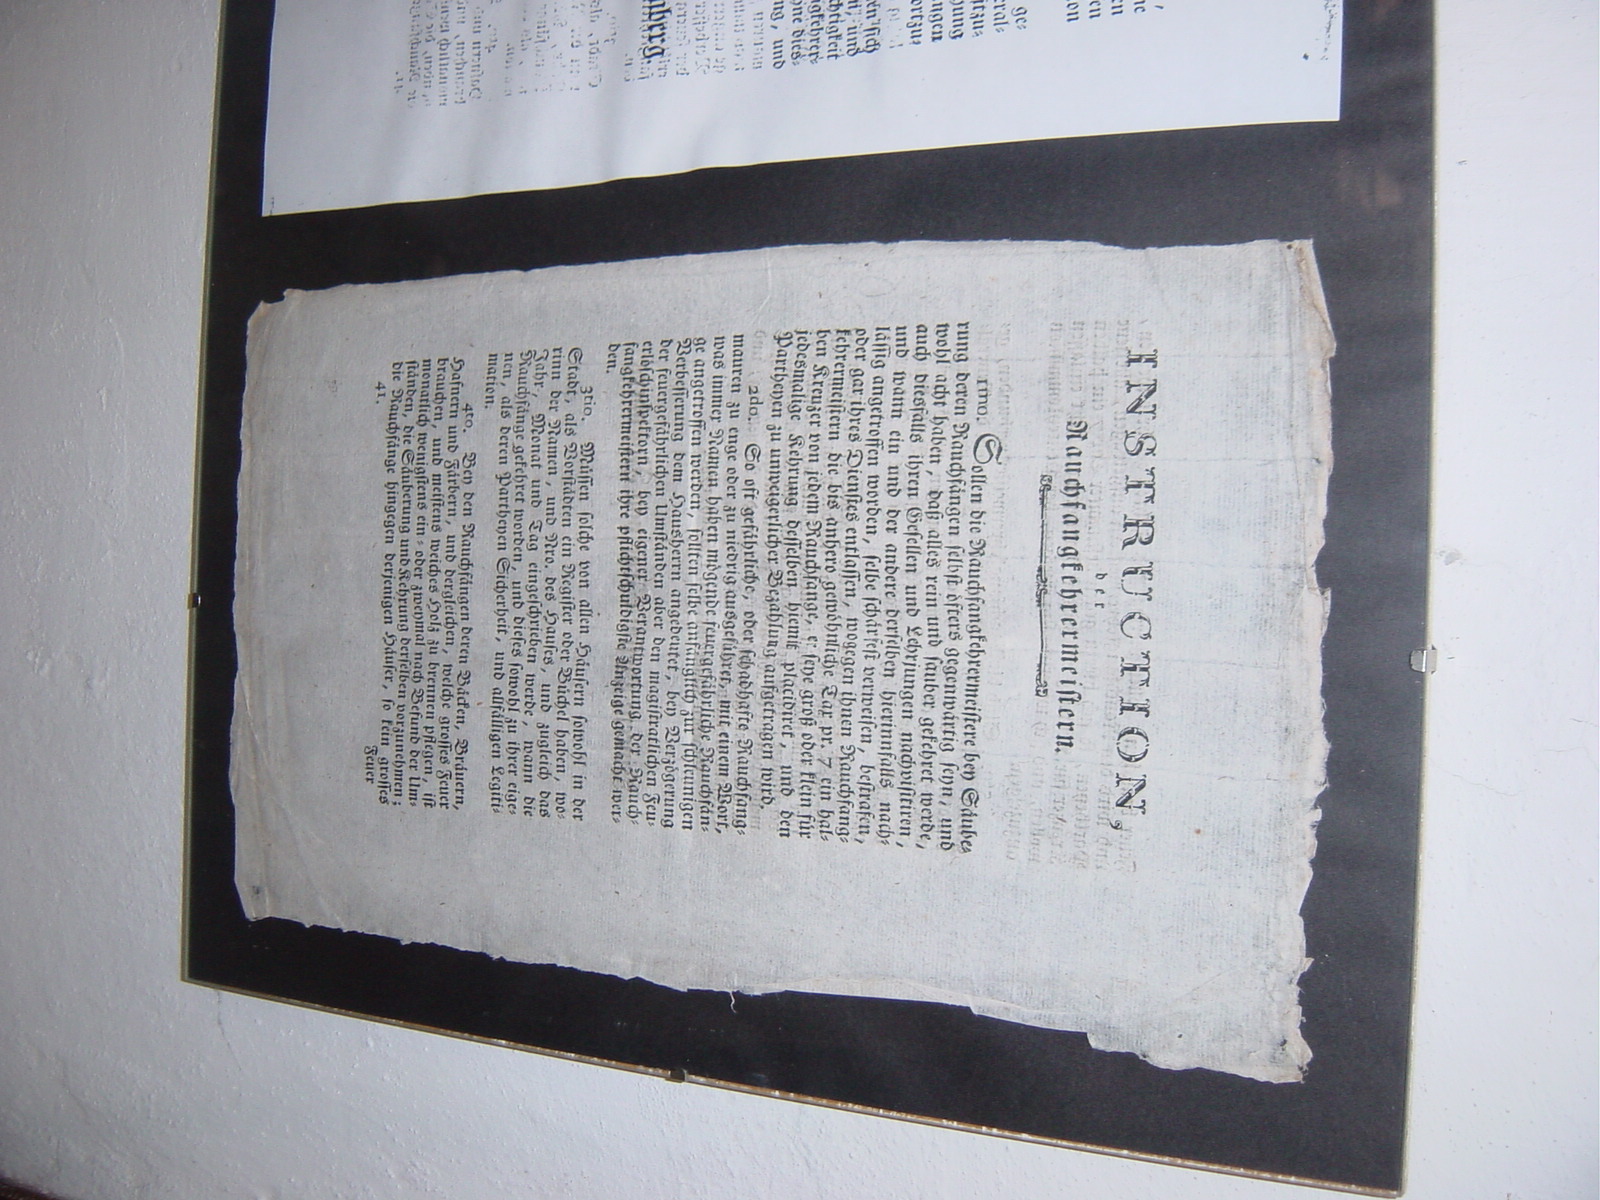 INSTRUCTION,
der
Rauchfangkehrermeistern.
1mo. Sollen die Rauchfangkehrermeistere bey Säube-
rung deren Rauchfängen selbst öfters gegenwärtig seyn, und
wohl acht haben, daß alles rein und sauber gekehret werde,
auch diesfalls ihren Gesellen und Lehrjungen nachvisitiren,
und wann ein und der andere derselben hierinnfalls nach-
lässig angetroffen worden, selbe schärfest verweisen, bestrafen,
oder gar ihres Dienstes entlassen, wogegen ihnen Rauchfang-
kehrermeistern die bis anhero gewöhnliche Tax pr. 7 ein hal-
ben Kreuzer von jedem Rauchfange, er seye groß oder klein für
jedesmalige Kehrung desselben hiemit placidiret, und den
Partheyen zu unweigerlicher Bezahlung aufgetragen wird.
2do. So oft gefährliche, oder schadhafte Rauchfang-
mauren zu enge oder zu niedrig ausgeführet, mit einem Wort,
was immer Namen haben mögende feuergefährliche Rauchfän-
ge angetroffen werden, sollen selbe anfänglich zur schleunigen
Verbesserung dem Hausherrn angedeutet, bey Verzögerung
der feuergefährlichen Umständen aber den magistratlichen Feu-
erlöschinspektorn, bey eigener Verantwortung der Rauch-
fangkehrermeistern ihre pflichtschuldigste Anzeige gemacht wer-
den.
3tio. Müssen solche von allen Häusern sowohl in der
Stadt, als Vorstädten ein Register oder Büchel haben, wo-
rinn der Namen, und Nro. des Hauses, und zugleich das
Jahr, Monat und Tag eingeschrieben werde, wann die
Rauchfänge gekehret worden, und dieses sowohl zu ihrer eige-
nen, als deren Partheyen Sicherheit, und allfälligen Legiti-
mation.
4to. Bey den Rauchfängen deren Bäcken, Bräuern,
Hafnern und Färbern, und dergleichen, welche grosses Feuer
brauchen, und meistens weiches Holz zu brennen pflegen, ist
monatlich wenigstens ein- oder zweymal nach Befund der Um-
ständen, die Säuberung und Kehrung derselben vorzunehmen;
die Rauchfänge hingegen derjenigen Häuser, so kein grosses
41. Feuer